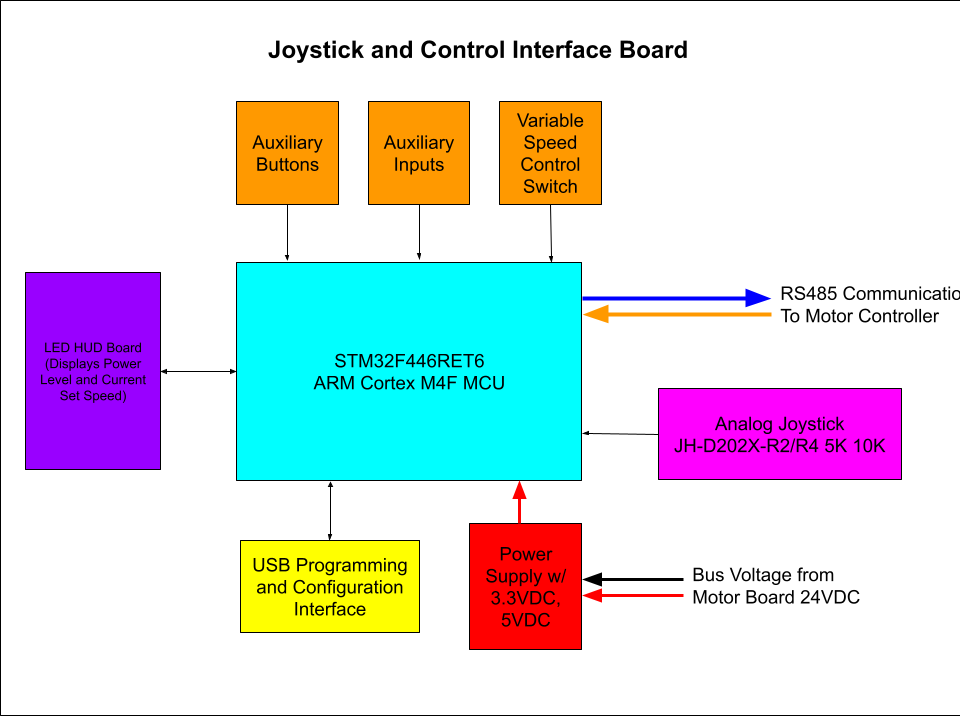 Joystick and Control Interface Board
Auxiliary
Buttons
Auxiliary
Inputs
Variable
Speed
Control
Switch
LED HUD Board
(Displays Power
Level and Current
Set Speed)
STM32F446RET6
ARM Cortex M4F MCU
RS485 Communicatio
To Motor Controller
Analog Joystick
JH-D202X-R2/R4 5K 10K
USB Programming
and Configuration
Interface
Power
Supply w/
3.3VDC,
5VDC
Bus Voltage from
Motor Board 24VDC